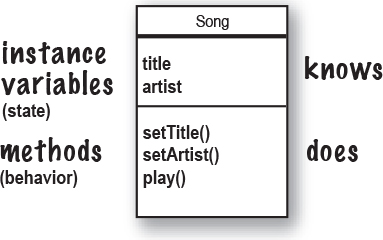 Song
instance
variables
(state)
title
artist
knows
methods
(behavior)
setTitle()
setArtist()
play()
does